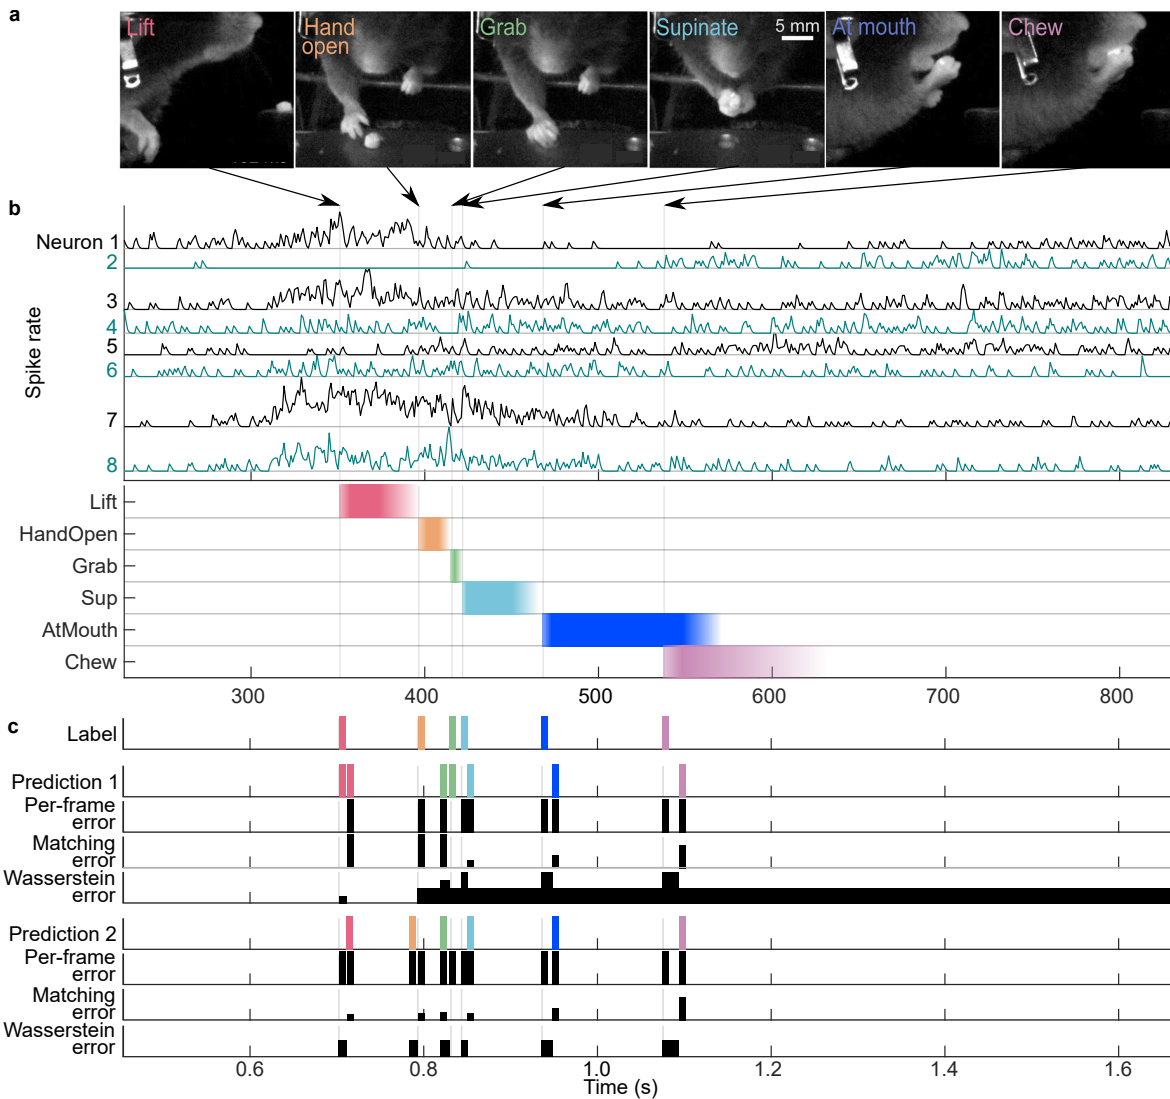 a
Lift
Hand
open
Grab
Supinate
5 mm
At mouth
Chew
b
Spike rate
Neuron 1
2
3
4
5
6
7
8
Lift
HandOpen
Grab
Sup
AtMouth
Chew
300 400 500 600 700 800
c
Label
Prediction 1
Per-frame
error
Matching
error
Wasserstein
error
Prediction 2
Per-frame
error
Matching
error
Wasserstein
error
0.6 0.8 1.0 1.2 1.4 1.6
Time (s)